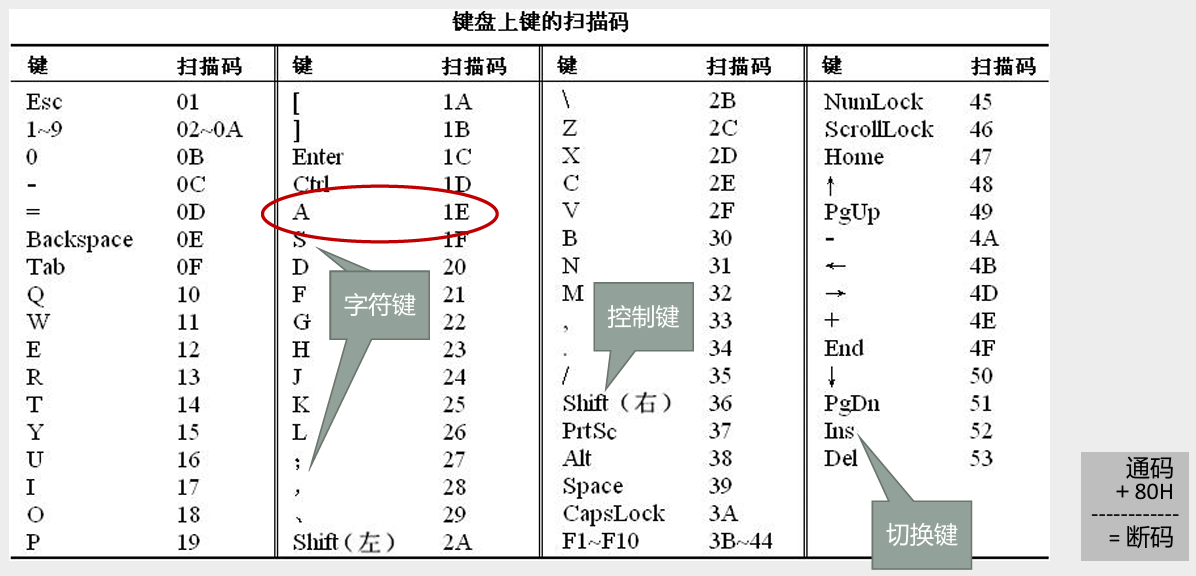 键盘上键的扫描码
键 扫描码 键 扫描码 键 扫描码 键 扫描码
Esc 01 [ 1A \ 2B NumLock 45
1~9 02~0A ] 1B Z 2C ScrollLock 46
0 0B Enter 1C X 2D Home 47
- 0C Ctrl 1D C 2E ↑ 48
= 0D A 1E V 2F PgUp 49
Backspace 0E S 1F B 30 - 4A
Tab 0F D 20 N 31 ← 4B
Q 10 F 21 M 32 → 4D
W 11 G 22 , 33 + 4E
E 12 H 23 . 34 End 4F
R 13 J 24 / 35 ↓ 50
T 14 K 25 Shift（右） 36 PgDn 51
Y 15 L 26 PrtSc 37 Ins 52
U 16 ; 27 Alt 38 Del 53
I 17 , 28 Space 39
O 18 、 29 CapsLock 3A
P 19 Shift（左） 2A F1~F10 3B~44
字符键
控制键
切换键
通码
+ 80H
------------
= 断码